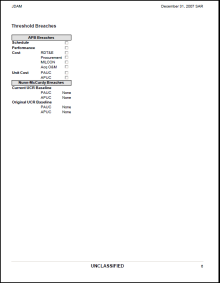 JDAM December 31, 2007 SAR
Threshold Breaches
APB Breaches
Schedule
Performance
Cost RDT&E
Procurement
MILCON
Acq O&M
Unit Cost PAUC
APUC
Nunn-McCurdy Breaches
Current UCR Baseline
PAUC None
APUC None
Original UCR Baseline
PAUC None
APUC None
UNCLASSIFIED